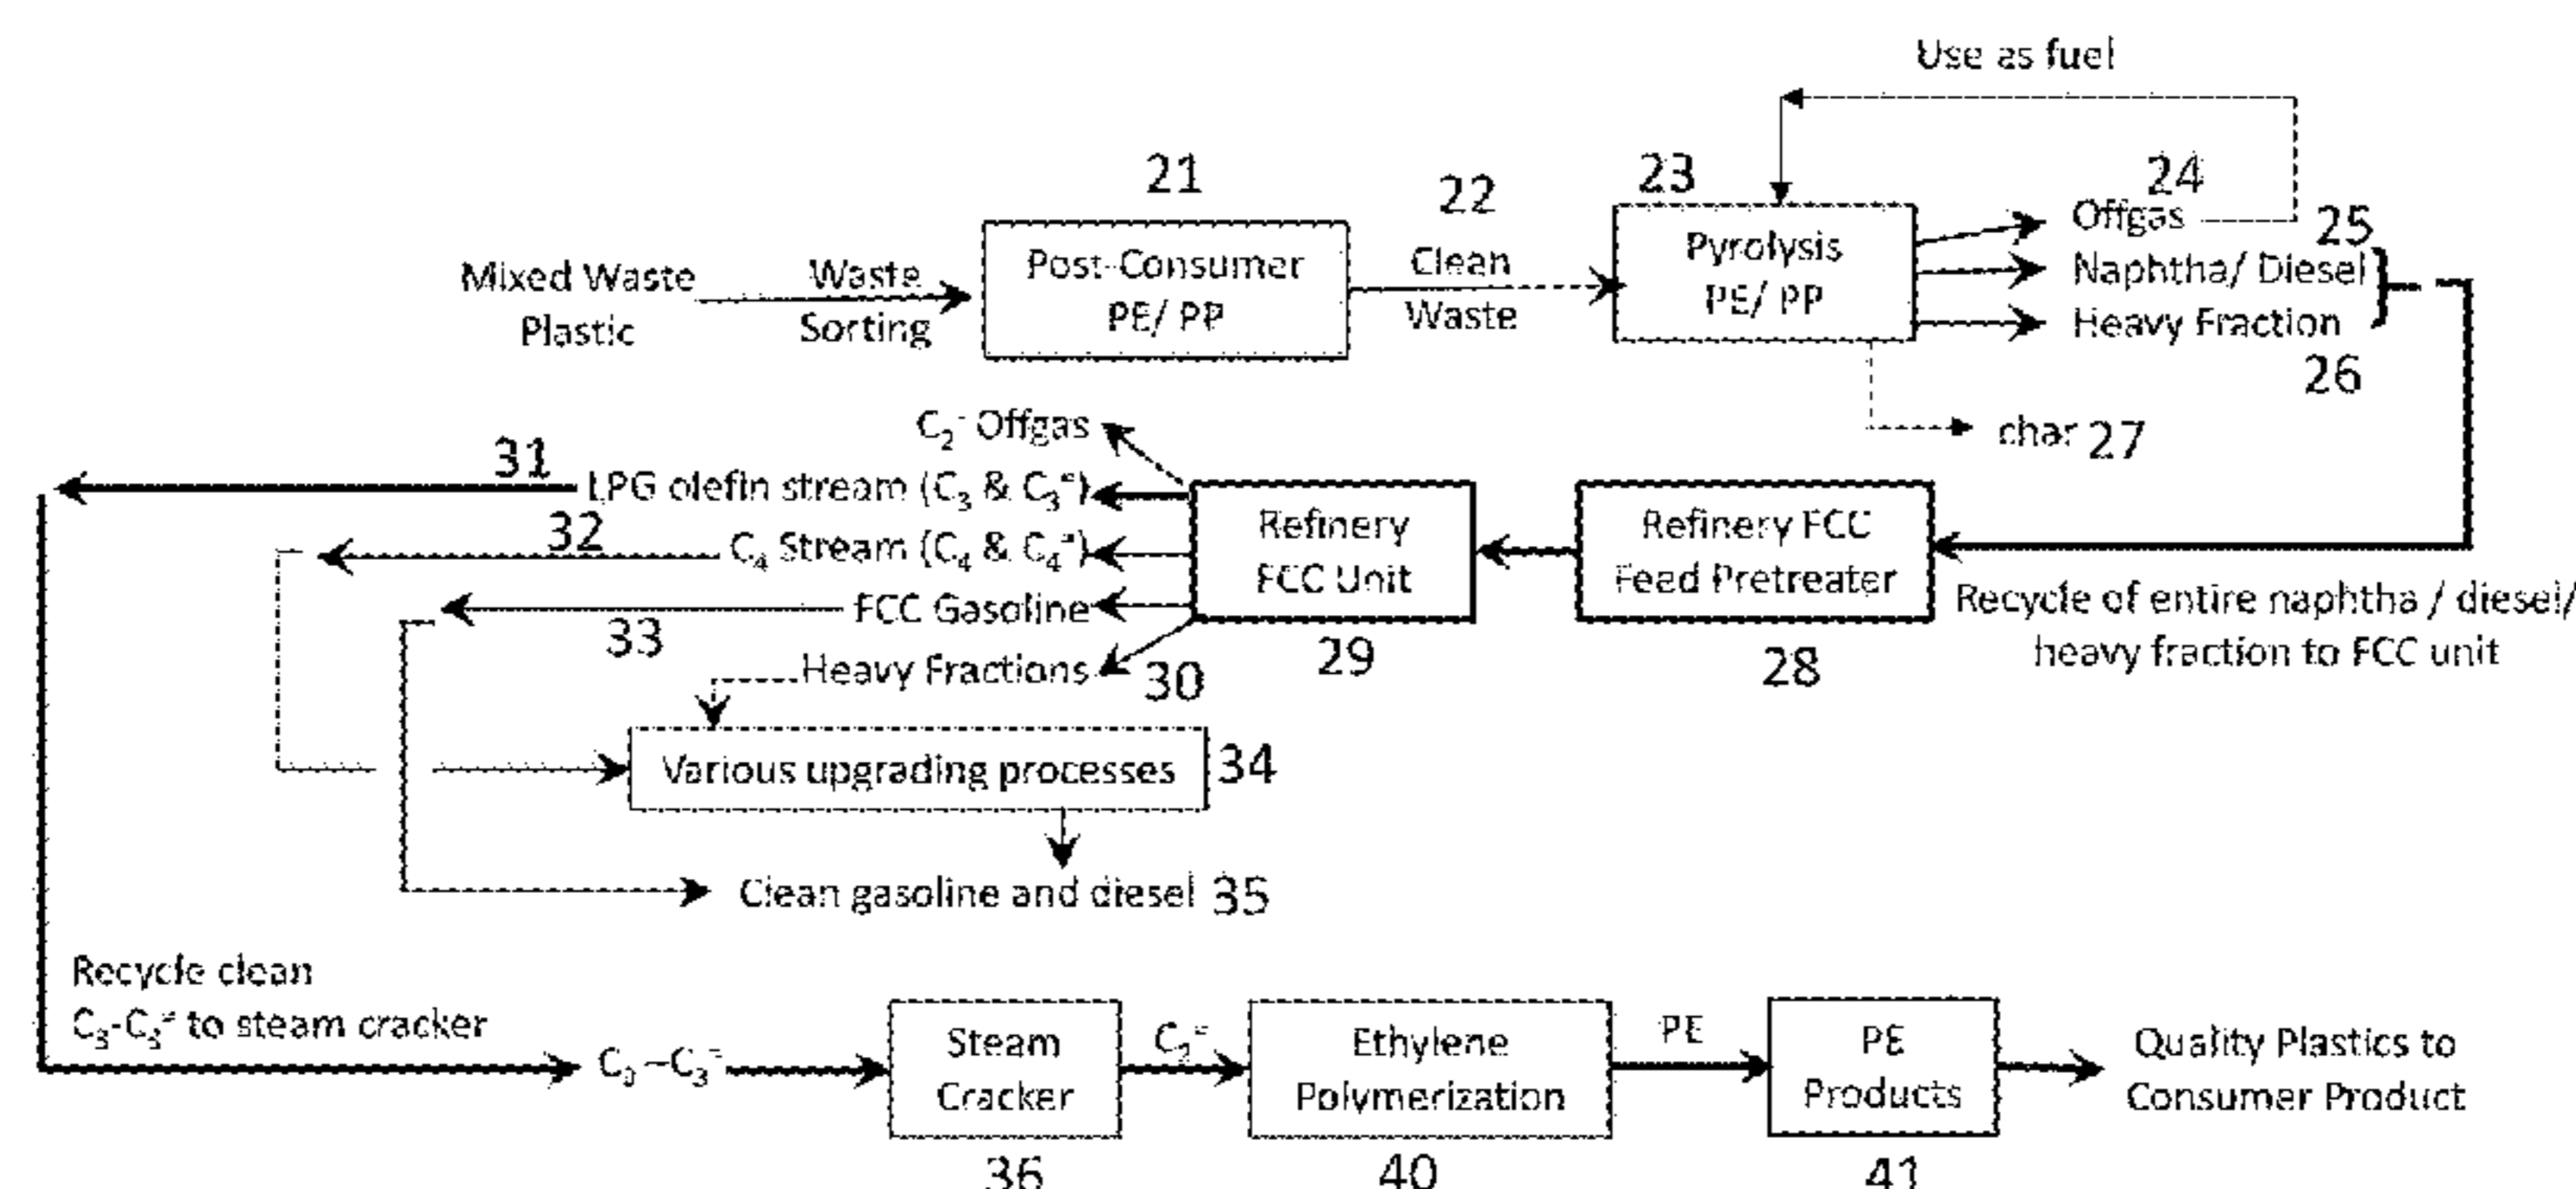 Use as fuel
21
22
23
24
Mixed Waste
Plastic
Waste
Sorting
Post-Consumer
PE/ PP
Clean
Waste
Pyrolysis
PE/ PP
Offgas
25
Naphtha/ Diesel
Heavy Fraction
26
char 27
C₂⁻ Offgas
31
LPG olefin stream (C₃ & C₃⁼)
32
C₄ Stream (C₄ & C₄⁼)
33
FCC Gasoline
Heavy Fractions
30
Refinery
FCC Unit
29
Refinery FCC
Feed Pretreater
28
Recycle of entire naphtha / diesel/
heavy fraction to FCC unit
Various upgrading processes
34
Clean gasoline and diesel 35
Recycle clean
C₃-C₃⁼ to steam cracker
C₃ –C₃⁼
Steam
Cracker
36
C₂⁼
Ethylene
Polymerization
40
PE
PE
Products
41
Quality Plastics to
Consumer Product